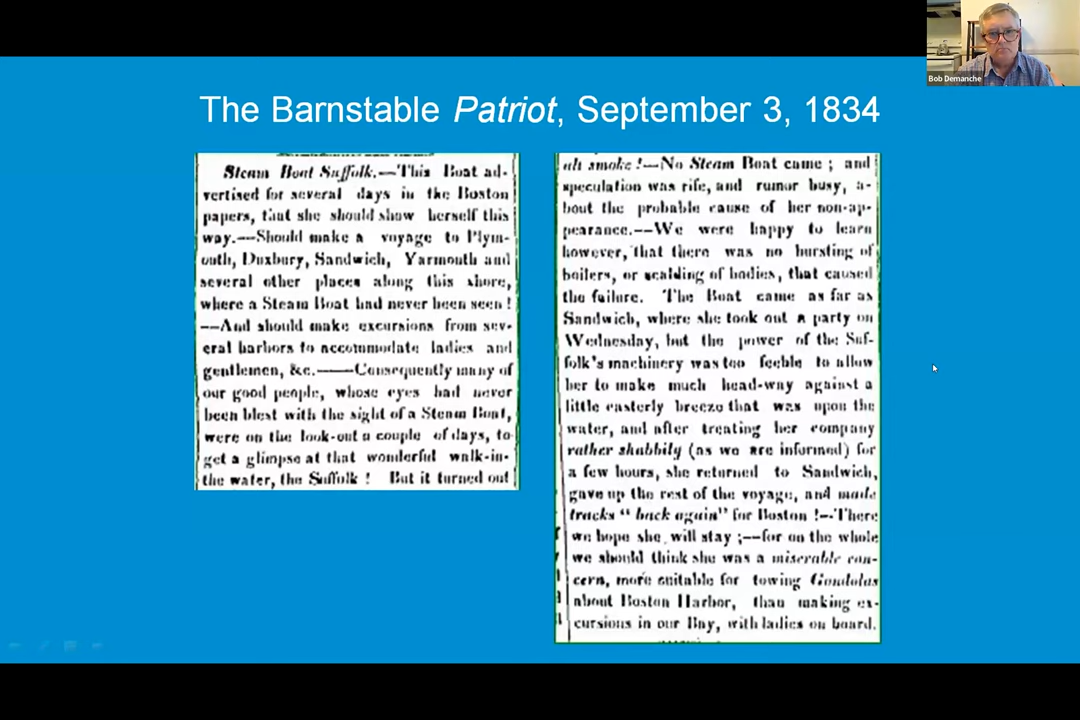 Bob Demanche
The Barnstable Patriot, September 3, 1834
Steam Boat Suffolk.—This Boat ad-
vertised for several days in the Boston
papers, that she should show herself this
way.—Should make a voyage to Plym-
outh, Duxbury, Sandwich, Yarmouth and
several other places along this shore,
where a Steam Boat had never been seen!
—And should make excursions from sev-
eral harbors to accommodate ladies and
gentlemen, &c.——Consequently many of
our good people, whose eyes had never
been blest with the sight of a Steam Boat,
were on the look-out a couple of days, to
get a glimpse at that wonderful walk-in-
the water, the Suffolk! But it turned out
all smoke!—No Steam Boat came; and
speculation was rife, and rumor busy, a-
bout the probable cause of her non-ap-
pearance.—We were happy to learn
however, that there was no bursting of
boilers, or scalding of bodies, that caused
the failure. The Boat came as far as
Sandwich, where she took out a party on
Wednesday, but the power of the Suf-
folk's machinery was too feeble to allow
her to make much head-way against a
little easterly breeze that was upon the
water, and after treating her company
rather shabbily (as we are informed) for
a few hours, she returned to Sandwich,
gave up the rest of the voyage, and made
tracks "back again" for Boston!—There
we hope she will stay;—for on the whole
we should think she was a miserable con-
cern, more suitable for towing Gondolas
about Boston Harbor, than making ex-
cursions in our Bay, with ladies on board.